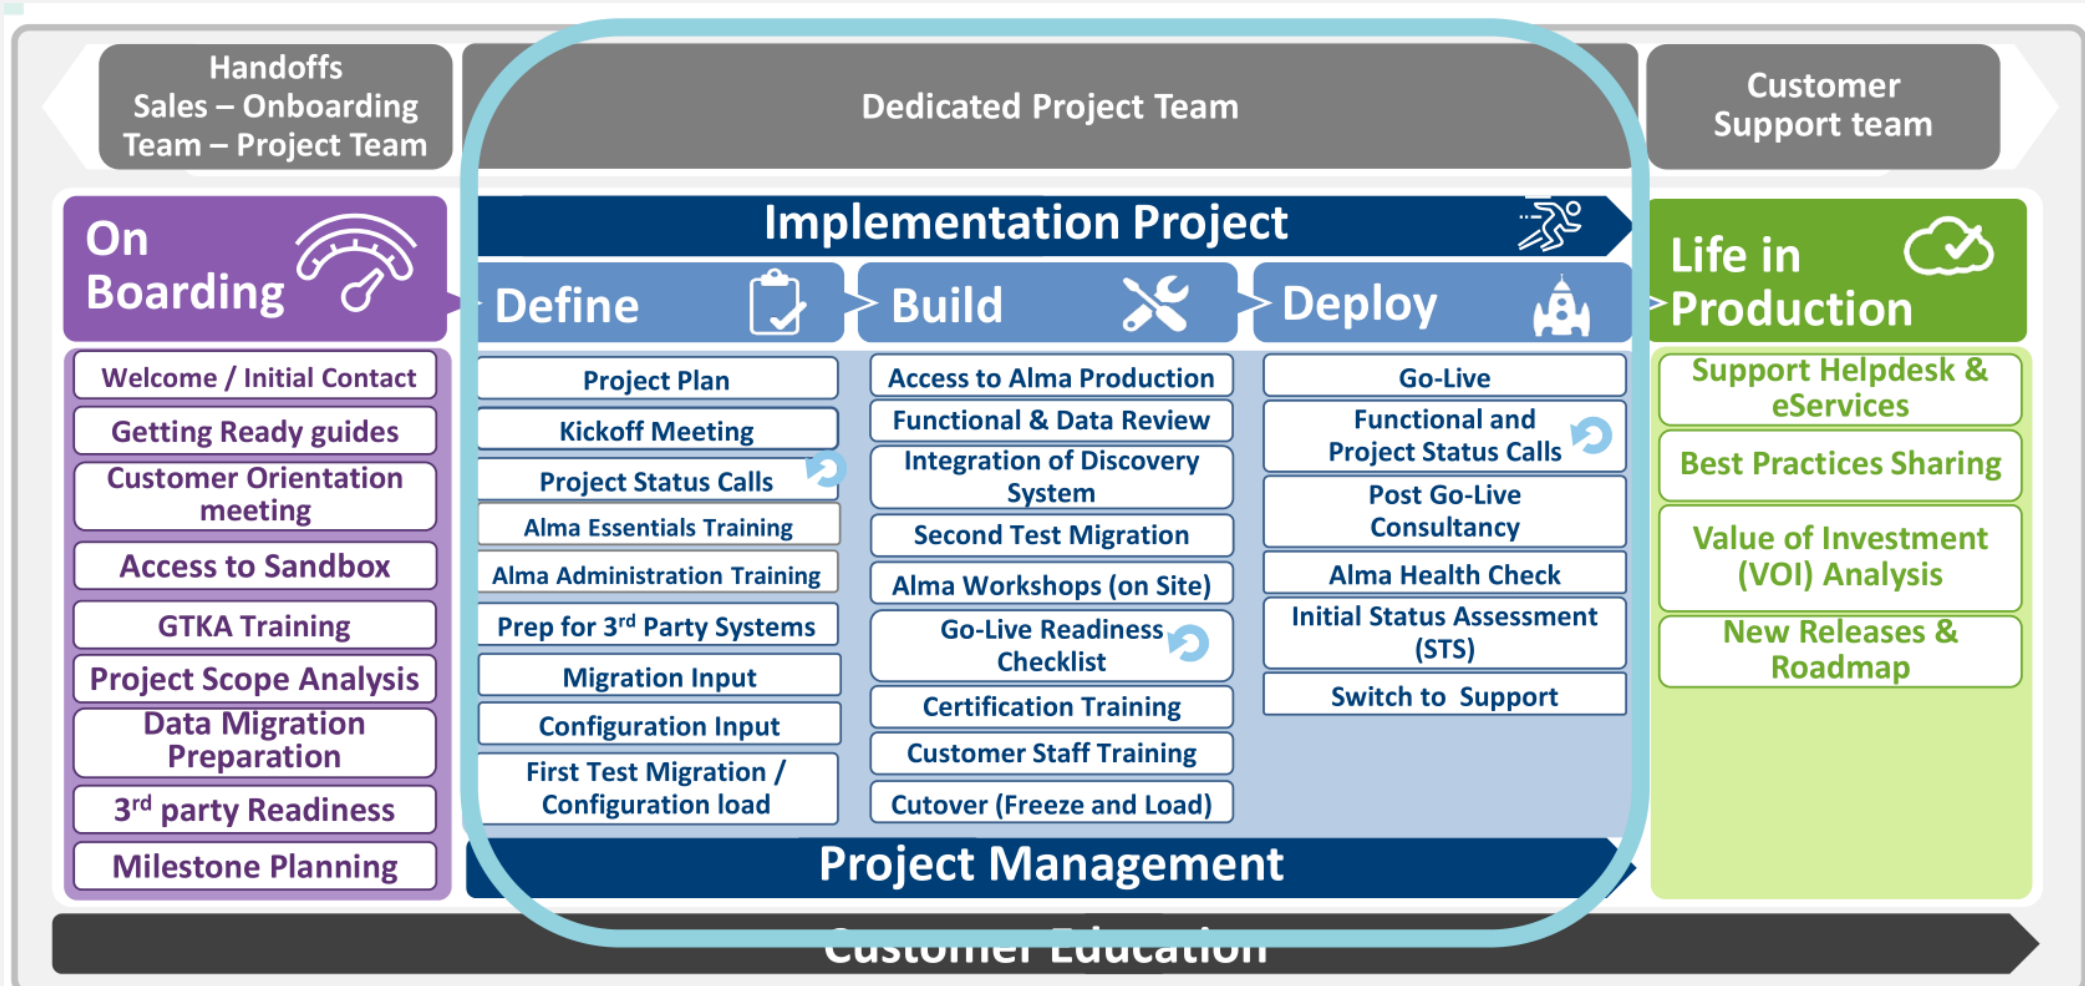 Handoffs
Sales – Onboarding
Team – Project Team
Dedicated Project Team
Customer
Support team
On
Boarding
Implementation Project
Define
Build
Deploy
Life in
Production
Welcome / Initial Contact
Getting Ready guides
Customer Orientation
meeting
Access to Sandbox
GTKA Training
Project Scope Analysis
Data Migration
Preparation
3rd party Readiness
Milestone Planning
Project Plan
Kickoff Meeting
Project Status Calls
Alma Essentials Training
Alma Administration Training
Prep for 3rd Party Systems
Migration Input
Configuration Input
First Test Migration /
Configuration load
Access to Alma Production
Functional & Data Review
Integration of Discovery
System
Second Test Migration
Alma Workshops (on Site)
Go-Live Readiness
Checklist
Certification Training
Customer Staff Training
Cutover (Freeze and Load)
Go-Live
Functional and
Project Status Calls
Post Go-Live
Consultancy
Alma Health Check
Initial Status Assessment
(STS)
Switch to Support
Support Helpdesk &
eServices
Best Practices Sharing
Value of Investment
(VOI) Analysis
New Releases &
Roadmap
Project Management
Customer Education